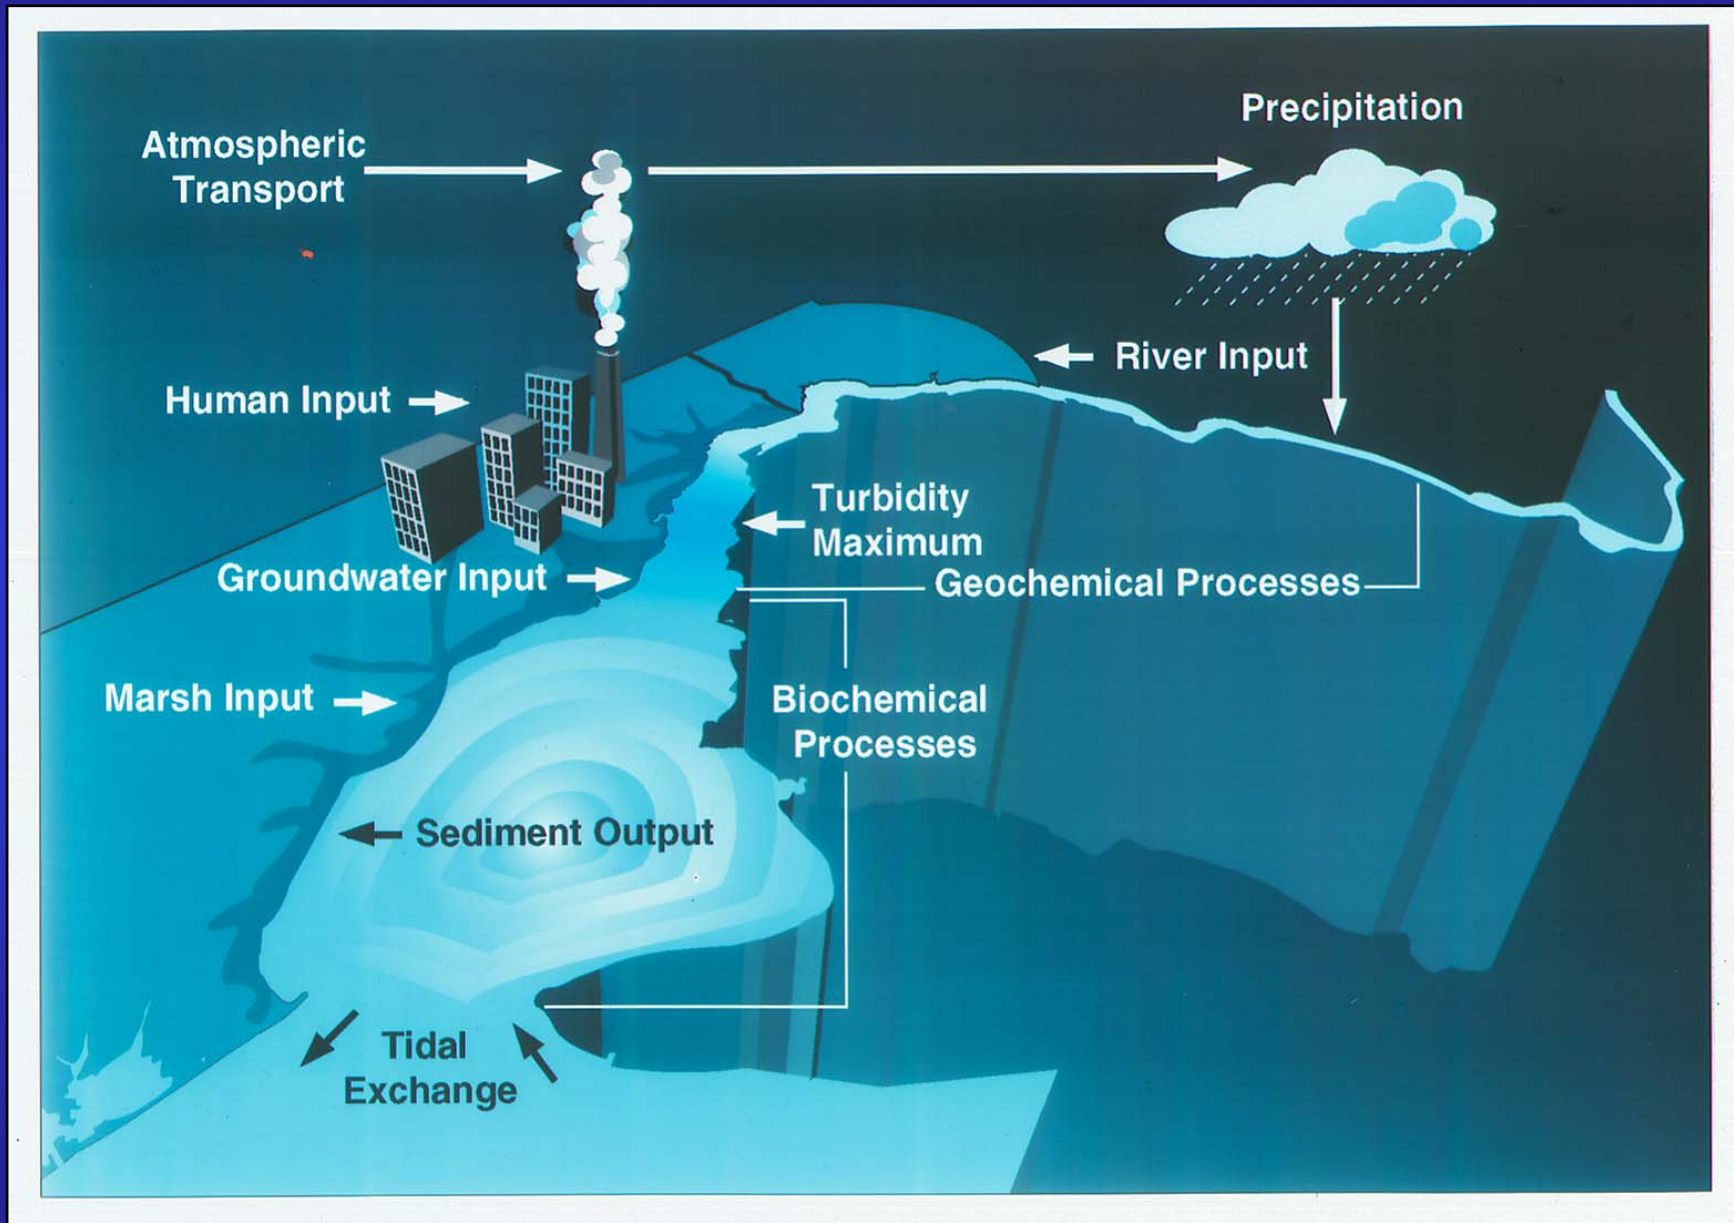 Precipitation
Atmospheric
Transport
River Input
Human Input
Turbidity
Maximum
Groundwater Input
Geochemical Processes
Marsh Input
Biochemical
Processes
Sediment Output
Tidal
Exchange